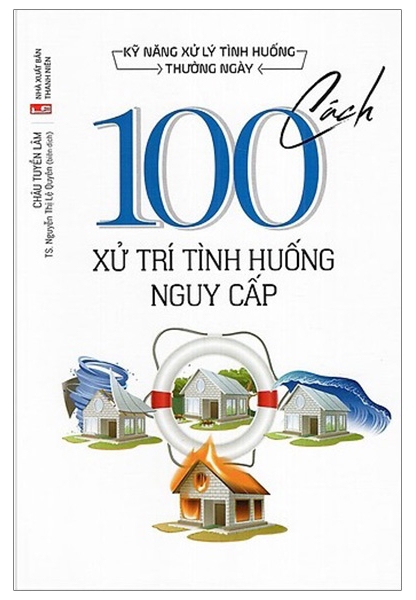 KỸ NĂNG XỬ LÝ TÌNH HUỐNG
THƯỜNG NGÀY
100 Cách
XỬ TRÍ TÌNH HUỐNG
NGUY CẤP
NHÀ XUẤT BẢN
THANH NIÊN
CHÂU TUYỂN LÂM
TS. Nguyễn Thị Lệ Quyên (biên dịch)